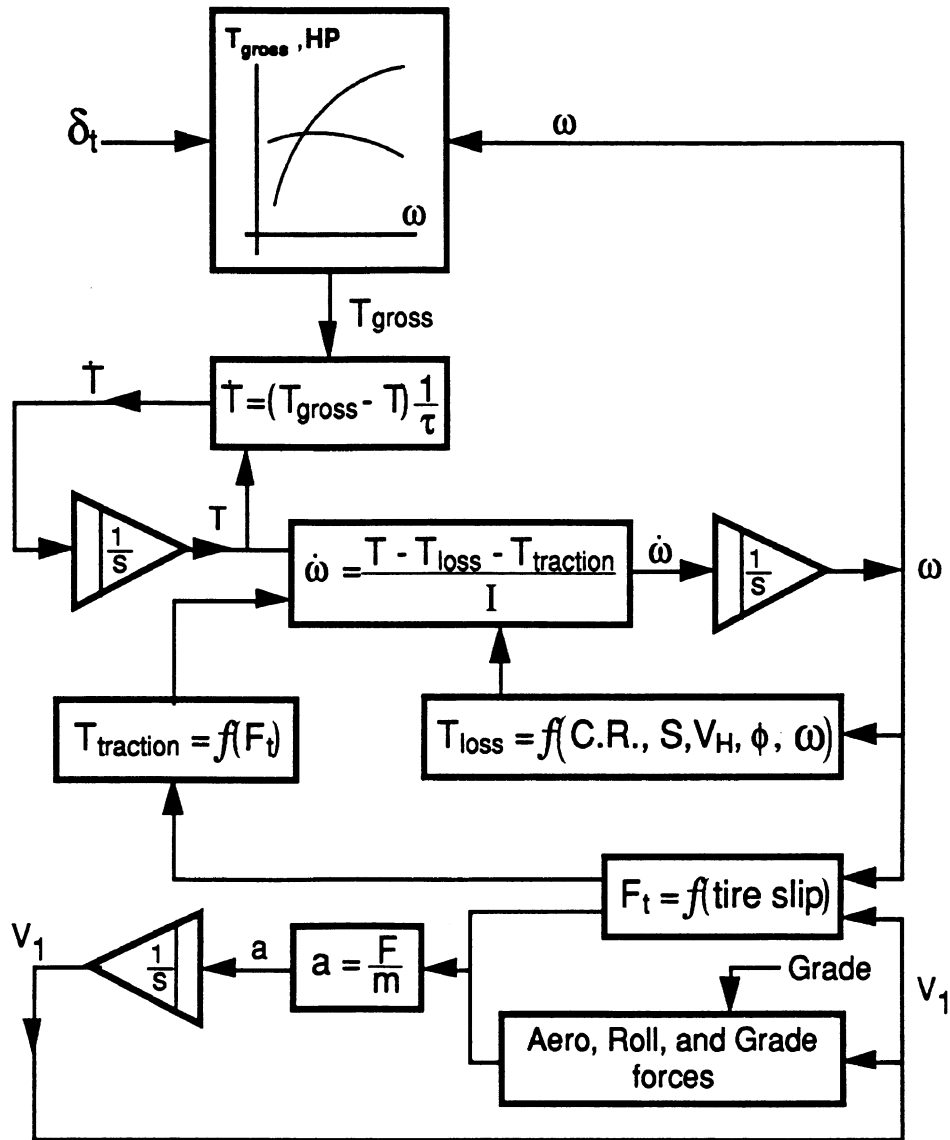 T_gross , HP
δ_t
ω
ω
T_gross
Ṫ
Ṫ = (T_gross - T) 1/τ
T
1/s
ω̇ = (T - T_loss - T_traction)/I
ω̇
1/s
ω
T_traction = f(F_t)
T_loss = f(C.R., S, V_H, ϕ, ω)
F_t = f(tire slip)
V_1
1/s
a
a = F/m
Grade
V_1
Aero, Roll, and Grade
forces